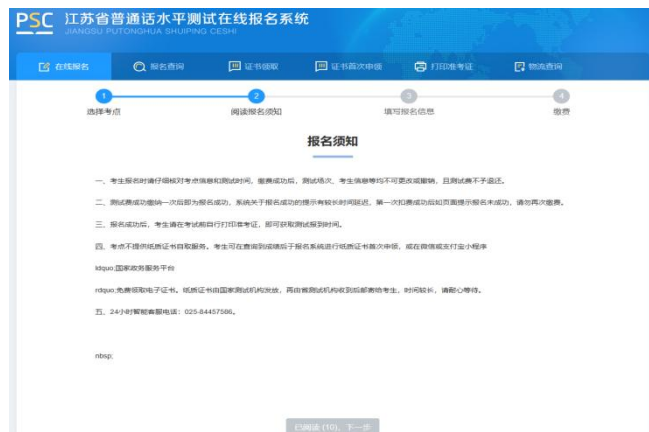 PSC 江苏省普通话水平测试在线报名系统
JIANGSU PUTONGHUA SHUIPING CESHI
在线报名 报名查询 证书领取 证书首次申领 打印准考证 物流查询
1 2 3 4
选择考点 阅读报名须知 填写报名信息 缴费
报名须知
一、考生报名时请仔细核对考点信息和测试时间，缴费成功后，测试场次、考生信息等均不可更改或撤销，且测试费不予退还。
二、测试费成功缴纳一次后即为报名成功，系统关于报名成功的提示有较长时间延迟，第一次扣费成功后如页面提示报名未成功，请勿再次缴费。
三、报名成功后，考生请在考试前自行打印准考证，即可获取测试报到时间。
四、考点不提供纸质证书自取服务。考生可在查询到成绩后于报名系统进行纸质证书首次申领，或在微信或支付宝小程序
ldquo;国家政务服务平台
rdquo;免费领取电子证书。纸质证书由国家测试机构发放，再由省测试机构收到后邮寄给考生，时间较长，请耐心等待。
五、24小时智能客服电话：025-84457586。
nbsp;
已阅读 (10)，下一步